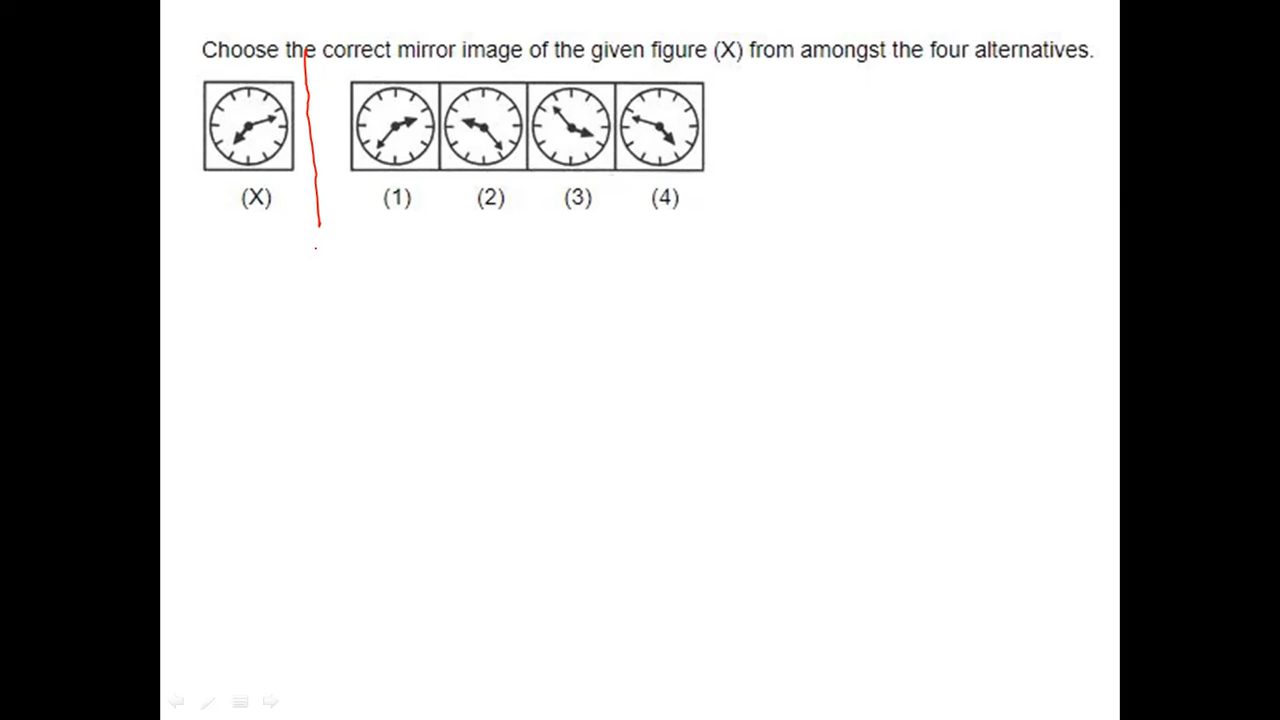 Choose the correct mirror image of the given figure (X) from amongst the four alternatives.
(X) (1) (2) (3) (4)